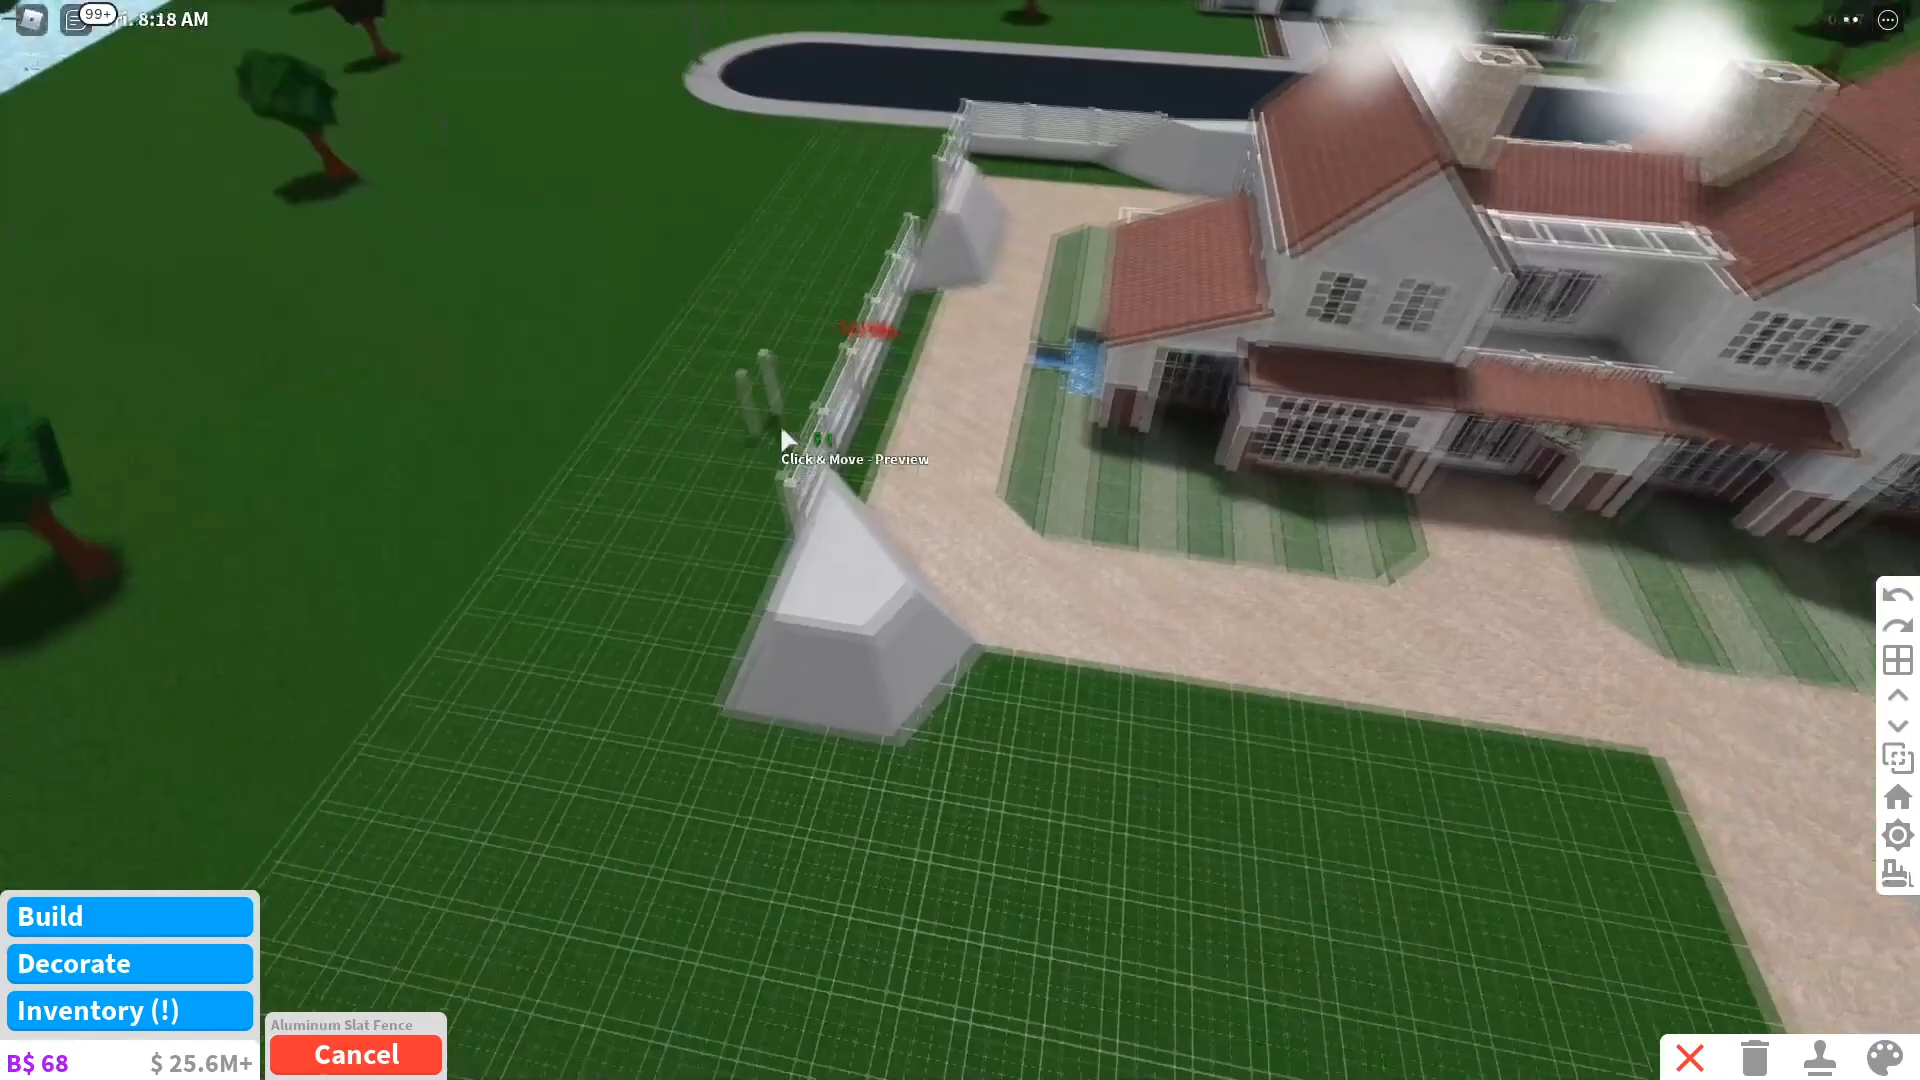 99+
8:18 AM
Click & Move - Preview
Build
Decorate
Inventory (!)
Aluminum Slat Fence
Cancel
B$ 68
$ 25.6M+